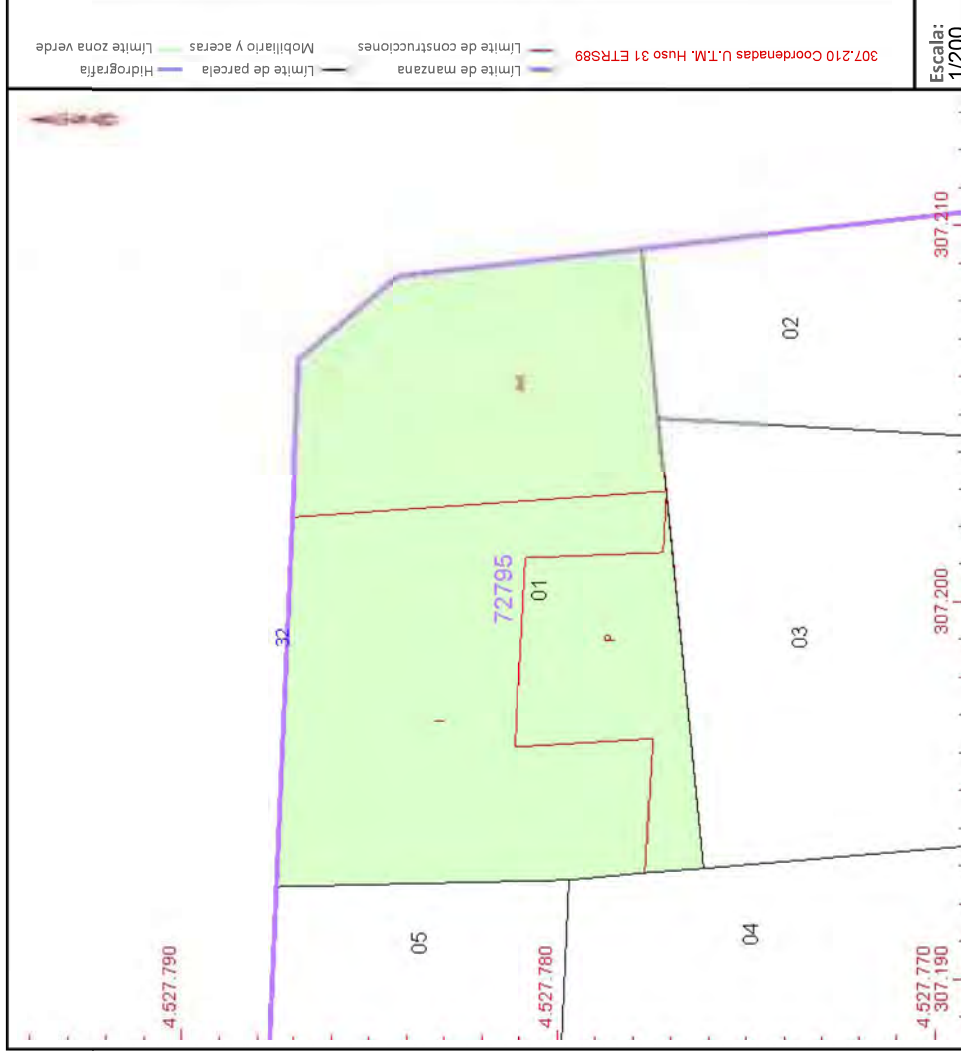 32
72795
01
I
P
02
03
04
05
4.527.790
4.527.780
4.527.770
307.190
307.200
307.210
307.210 Coordenadas U.T.M. Huso 31 ETRS89
Límite de manzana
Límite de parcela
Hidrografía
Límite de construcciones
Mobiliario y aceras
Límite zona verde
Escala:
1/200